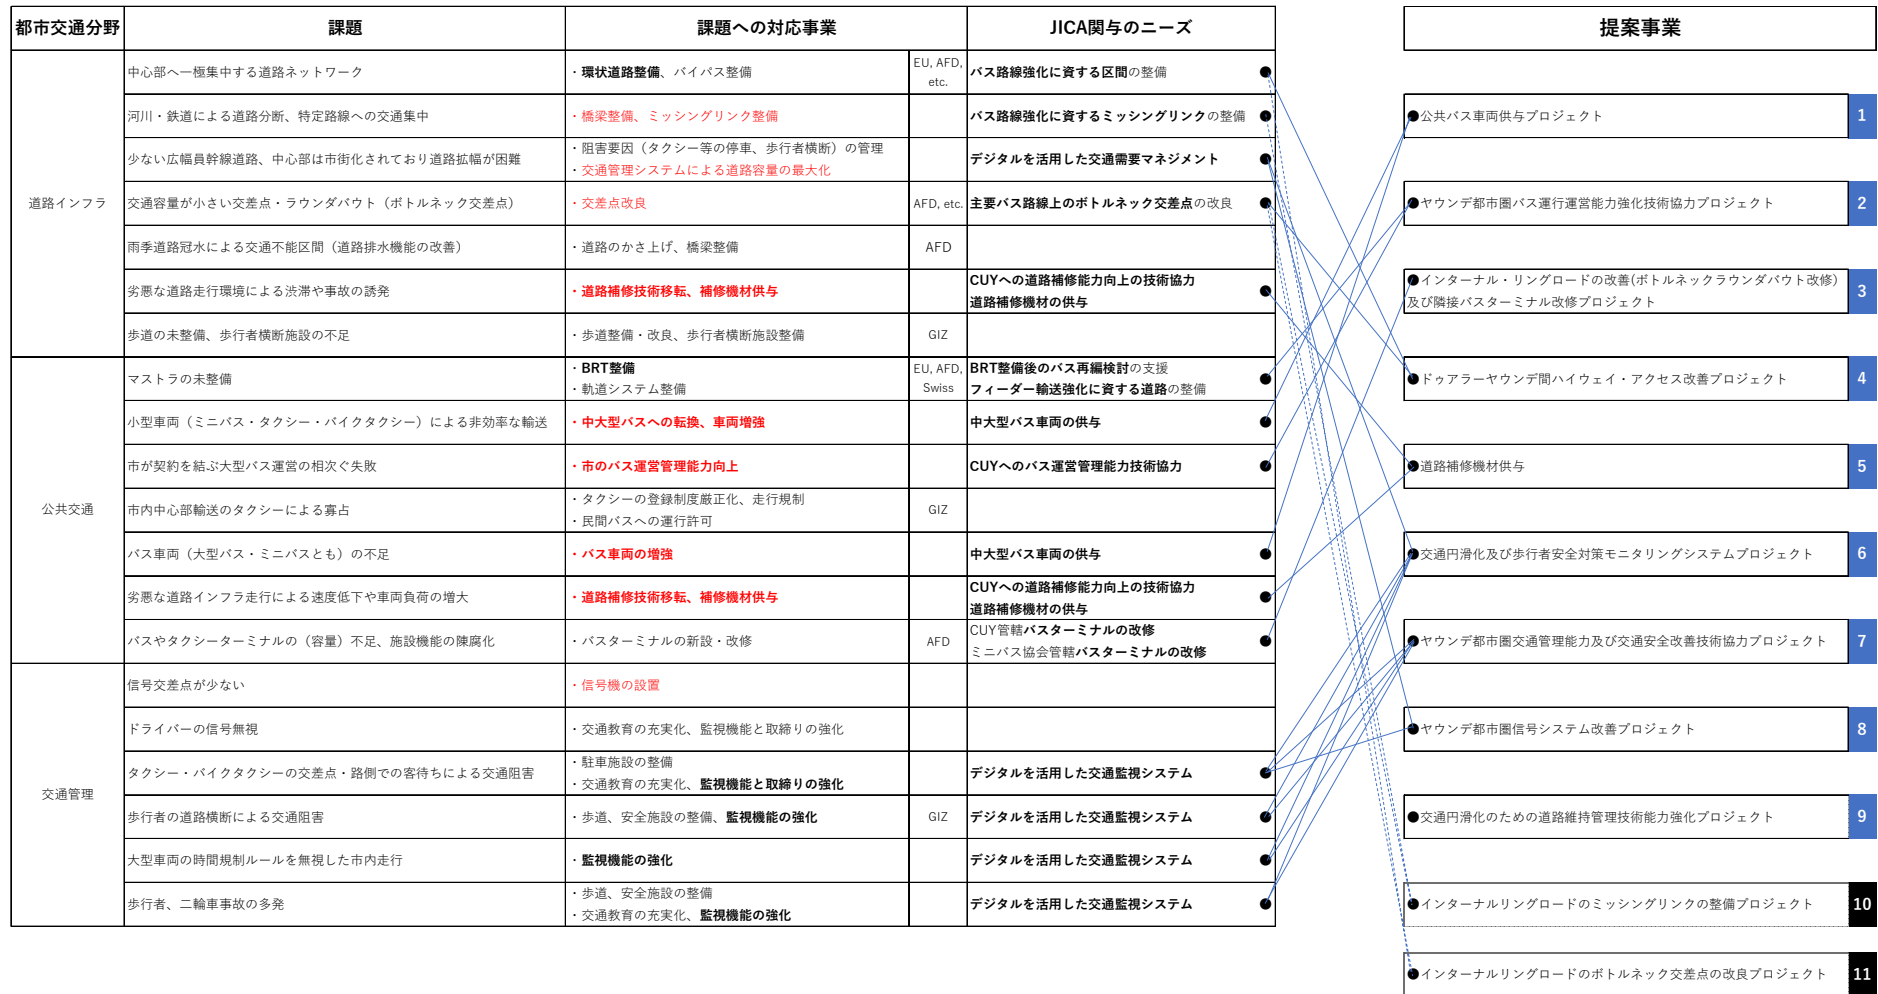 都市交通分野
課題
課題への対応事業
JICA関与のニーズ
提案事業
道路インフラ
中心部へ一極集中する道路ネットワーク
・環状道路整備、バイパス整備
EU, AFD,
etc.
バス路線強化に資する区間の整備
河川・鉄道による道路分断、特定路線への交通集中
・橋梁整備、ミッシングリンク整備
バス路線強化に資するミッシングリンクの整備
少ない広幅員幹線道路、中心部は市街化されており道路拡幅が困難
・阻害要因（タクシー等の停車、歩行者横断）の管理
・交通管理システムによる道路容量の最大化
デジタルを活用した交通需要マネジメント
交通容量が小さい交差点・ラウンダバウト（ボトルネック交差点）
・交差点改良
AFD, etc.
主要バス路線上のボトルネック交差点の改良
雨季道路冠水による交通不能区間（道路排水機能の改善）
・道路のかさ上げ、橋梁整備
AFD
劣悪な道路走行環境による渋滞や事故の誘発
・道路補修技術移転、補修機材供与
CUYへの道路補修能力向上の技術協力
道路補修機材の供与
歩道の未整備、歩行者横断施設の不足
・歩道整備・改良、歩行者横断施設整備
GIZ
公共交通
マストラの未整備
・BRT整備
・軌道システム整備
EU, AFD,
Swiss
BRT整備後のバス再編検討の支援
フィーダー輸送強化に資する道路の整備
小型車両（ミニバス・タクシー・バイクタクシー）による非効率な輸送
・中大型バスへの転換、車両増強
中大型バス車両の供与
市が契約を結ぶ大型バス運営の相次ぐ失敗
・市のバス運営管理能力向上
CUYへのバス運営管理能力技術協力
市内中心部輸送のタクシーによる寡占
・タクシーの登録制度厳正化、走行規制
・民間バスへの運行許可
GIZ
バス車両（大型バス・ミニバスとも）の不足
・バス車両の増強
中大型バス車両の供与
劣悪な道路インフラ走行による速度低下や車両負荷の増大
・道路補修技術移転、補修機材供与
CUYへの道路補修能力向上の技術協力
道路補修機材の供与
バスやタクシーターミナルの（容量）不足、施設機能の陳腐化
・バスターミナルの新設・改修
AFD
CUY管轄バスターミナルの改修
ミニバス協会管轄バスターミナルの改修
交通管理
信号交差点が少ない
・信号機の設置
ドライバーの信号無視
・交通教育の充実化、監視機能と取締りの強化
タクシー・バイクタクシーの交差点・路側での客待ちによる交通阻害
・駐車施設の整備
・交通教育の充実化、監視機能と取締りの強化
デジタルを活用した交通監視システム
歩行者の道路横断による交通阻害
・歩道、安全施設の整備、監視機能の強化
GIZ
デジタルを活用した交通監視システム
大型車両の時間規制ルールを無視した市内走行
・監視機能の強化
デジタルを活用した交通監視システム
歩行者、二輪車事故の多発
・歩道、安全施設の整備
・交通教育の充実化、監視機能の強化
デジタルを活用した交通監視システム
●公共バス車両供与プロジェクト
1
●ヤウンデ都市圏バス運行運営能力強化技術協力プロジェクト
2
●インターナル・リングロードの改善(ボトルネックラウンダバウト改修)
及び隣接バスターミナル改修プロジェクト
3
●ドゥアラーヤウンデ間ハイウェイ・アクセス改善プロジェクト
4
●道路補修機材供与
5
●交通円滑化及び歩行者安全対策モニタリングシステムプロジェクト
6
●ヤウンデ都市圏交通管理能力及び交通安全改善技術協力プロジェクト
7
●ヤウンデ都市圏信号システム改善プロジェクト
8
●交通円滑化のための道路維持管理技術能力強化プロジェクト
9
●インターナルリングロードのミッシングリンクの整備プロジェクト
10
●インターナルリングロードのボトルネック交差点の改良プロジェクト
11